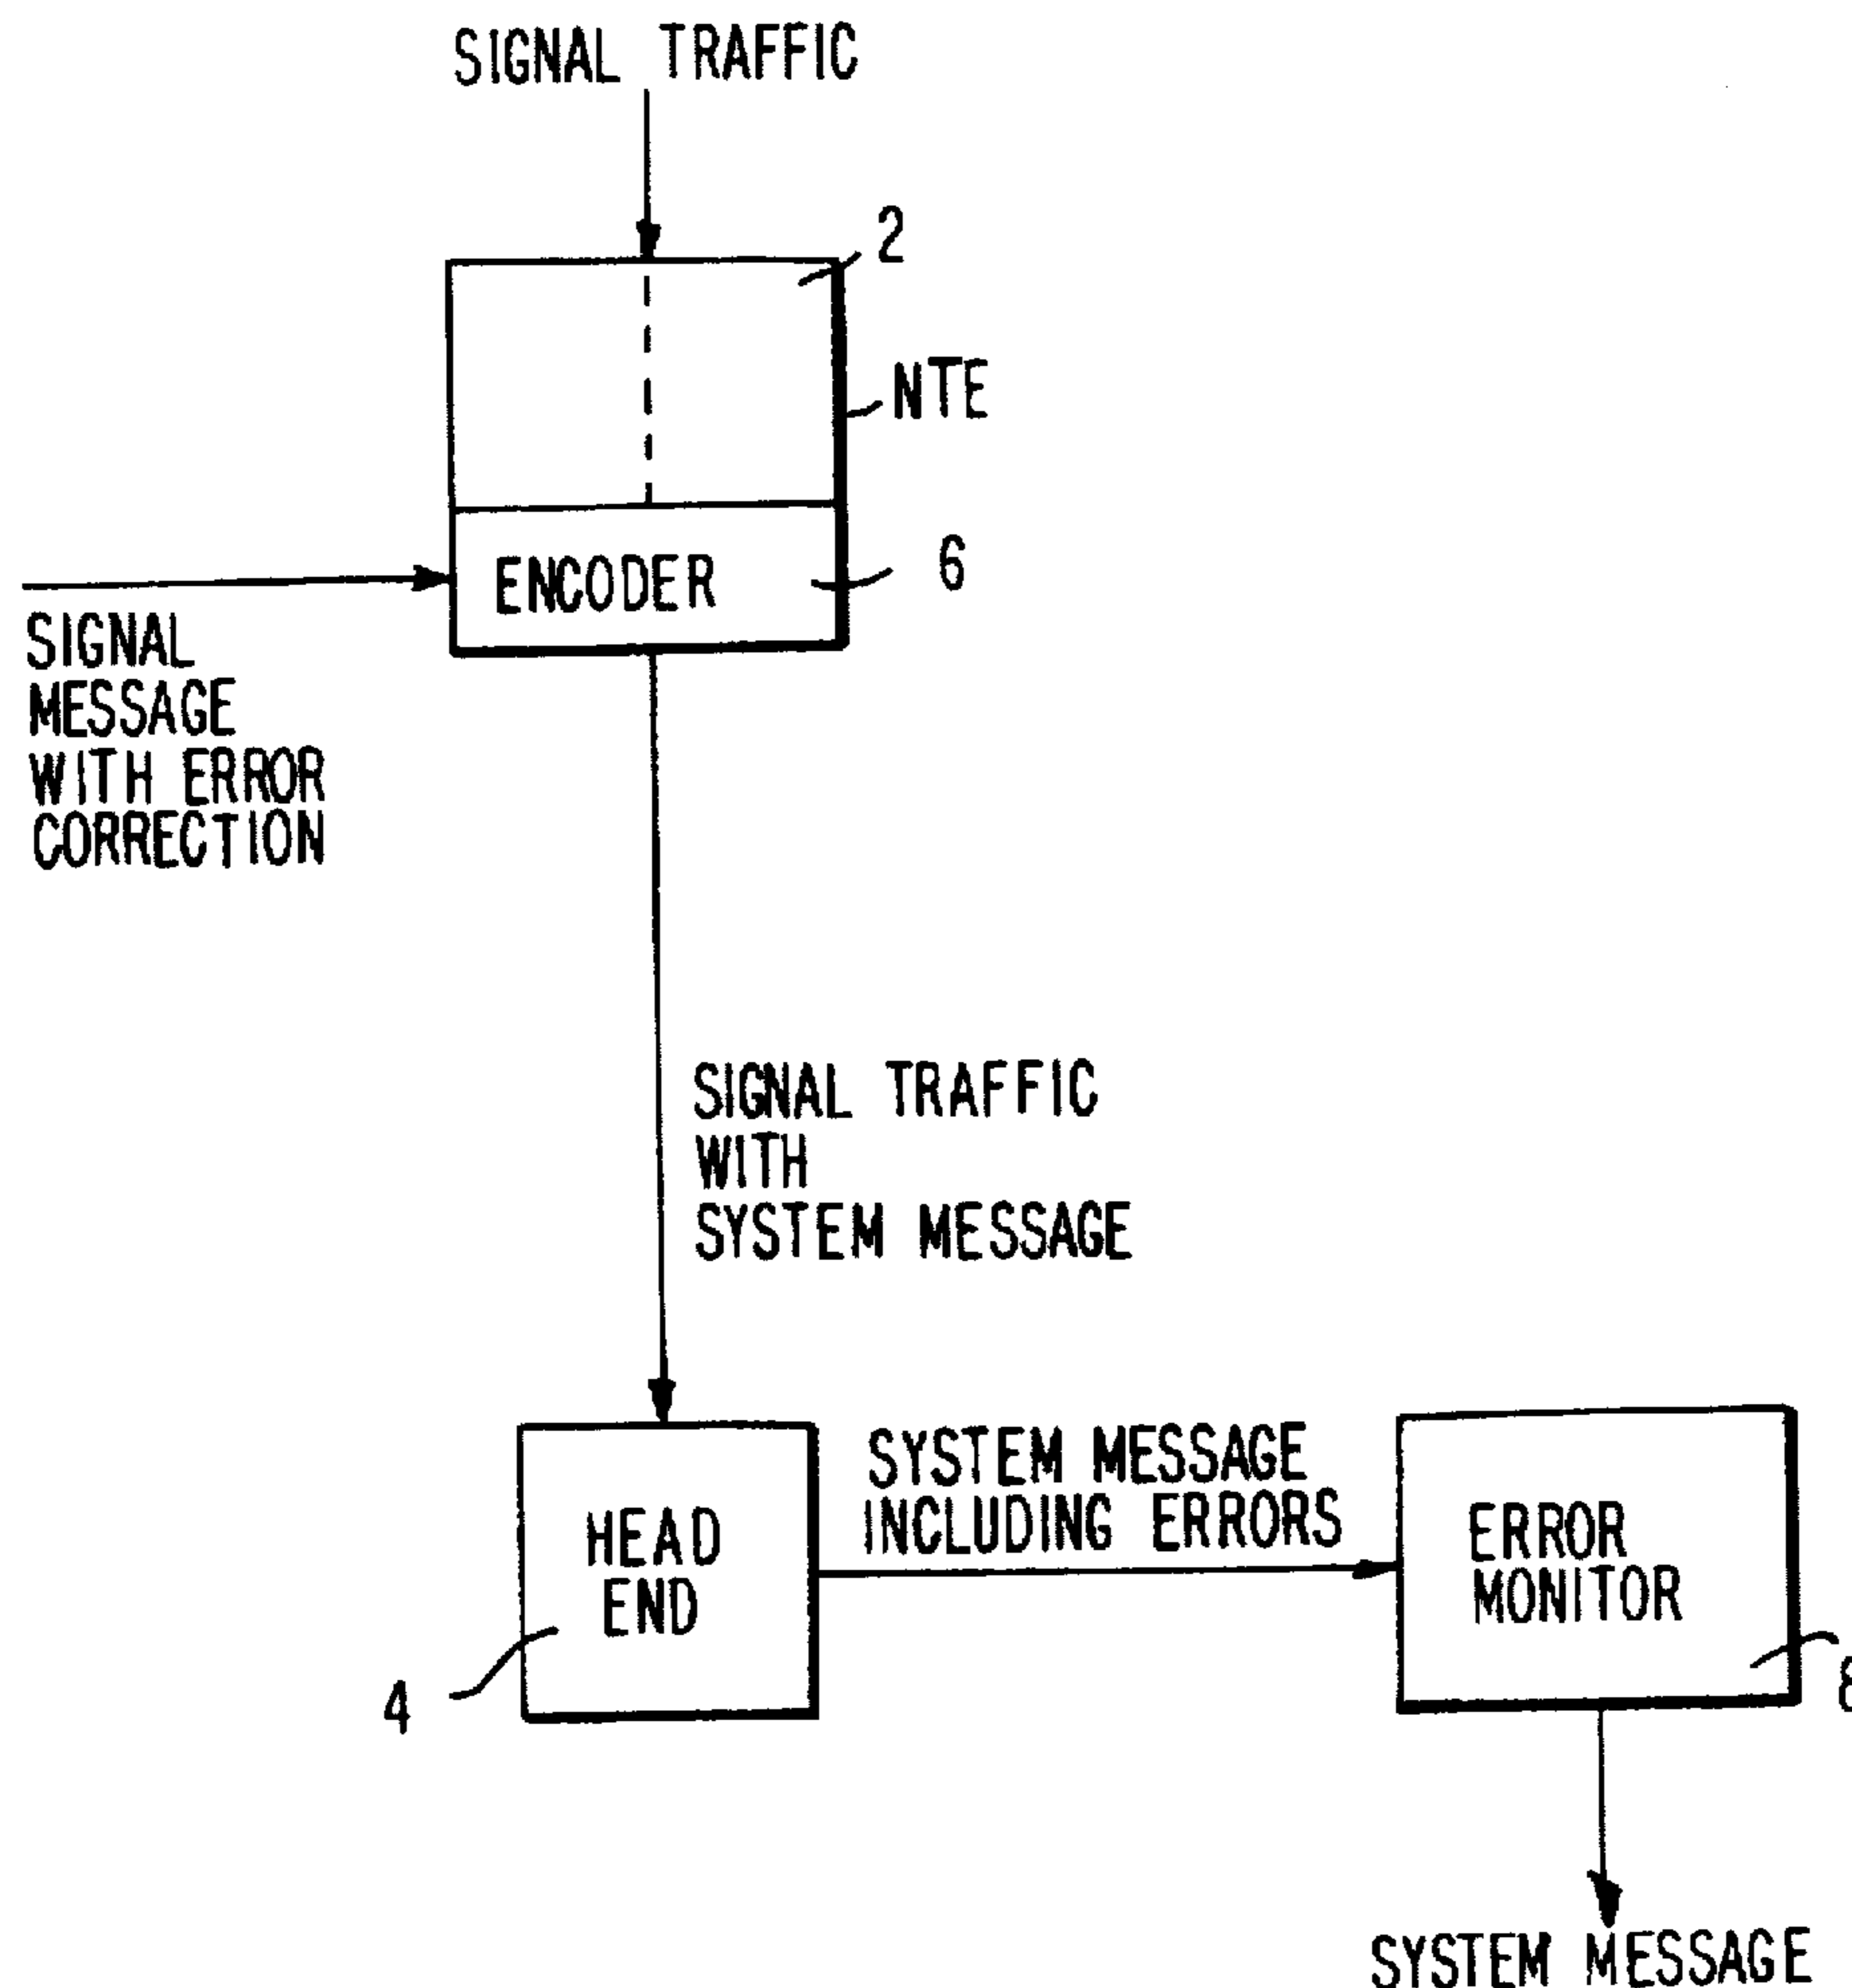 SIGNAL TRAFFIC
2
NTE
ENCODER
6
SIGNAL
MESSAGE
WITH ERROR
CORRECTION
SIGNAL TRAFFIC
WITH
SYSTEM MESSAGE
SYSTEM MESSAGE
INCLUDING ERRORS
HEAD
END
ERROR
MONITOR
4
8
SYSTEM MESSAGE